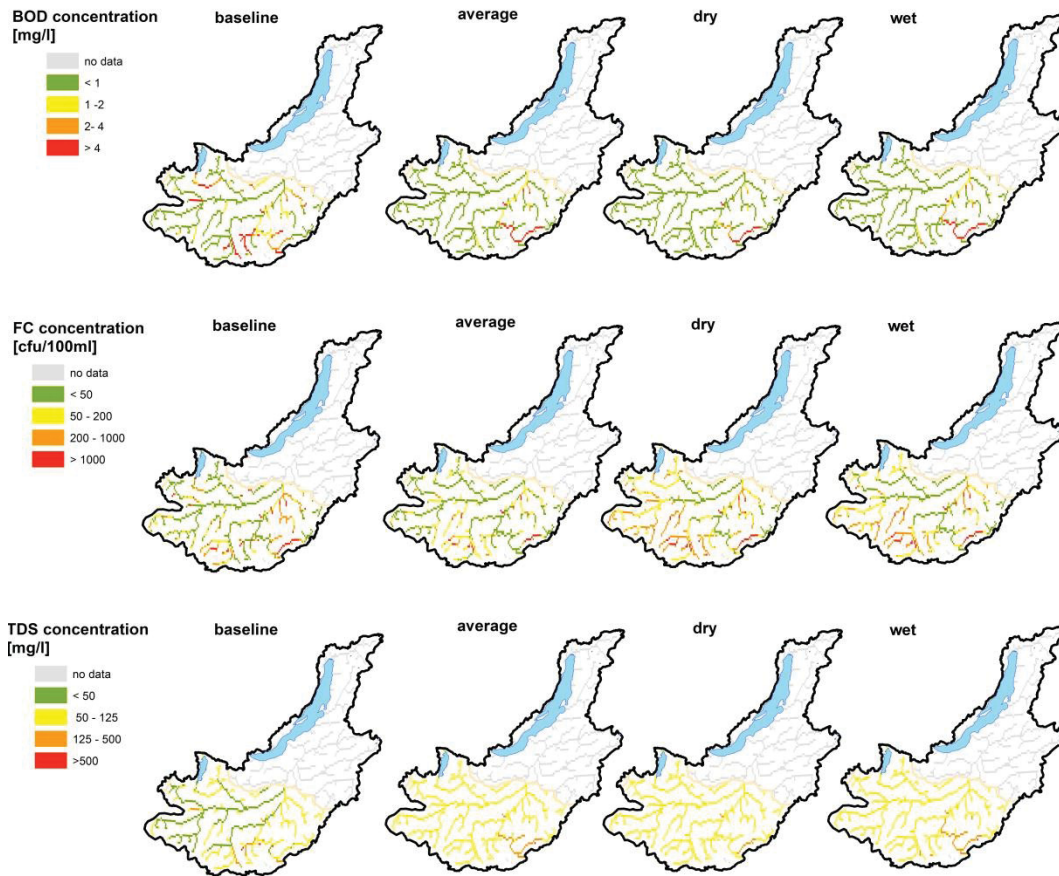 BOD concentration
[mg/l]
baseline
average
dry
wet
no data
< 1
1 -2
2- 4
> 4
FC concentration
[cfu/100ml]
baseline
average
dry
wet
no data
< 50
50 - 200
200 - 1000
> 1000
TDS concentration
[mg/l]
baseline
average
dry
wet
no data
< 50
50 - 125
125 - 500
>500